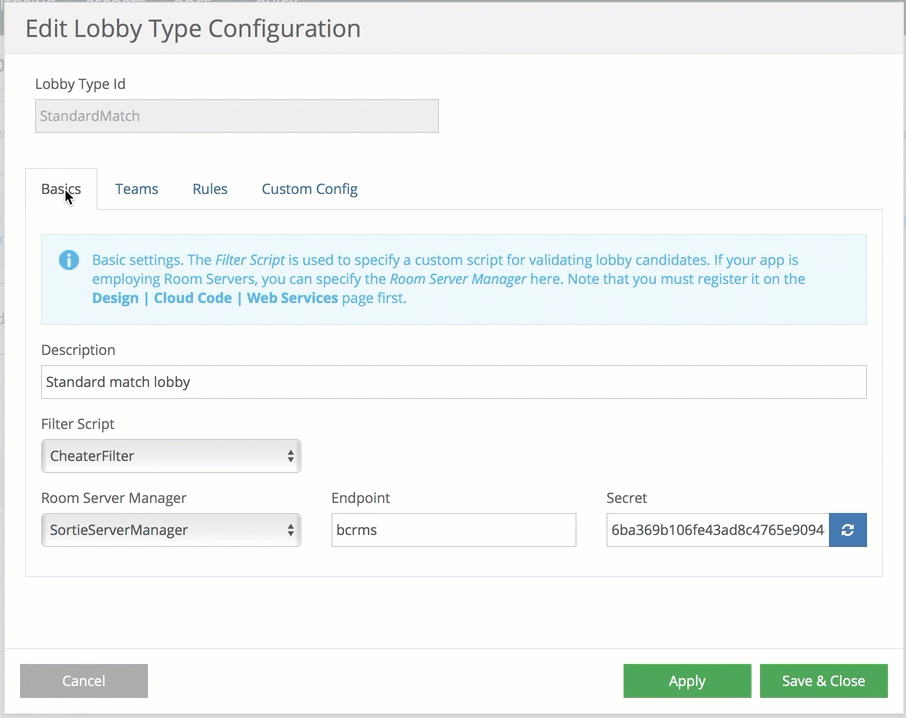 Edit Lobby Type Configuration
Lobby Type Id
StandardMatch
Basics Teams Rules Custom Config
Basic settings. The Filter Script is used to specify a custom script for validating lobby candidates. If your app is
employing Room Servers, you can specify the Room Server Manager here. Note that you must register it on the
Design | Cloud Code | Web Services page first.
Description
Standard match lobby
Filter Script
CheaterFilter
Room Server Manager Endpoint Secret
SortieServerManager bcrms 6ba369b106fe43ad8c4765e9094
Cancel Apply Save & Close